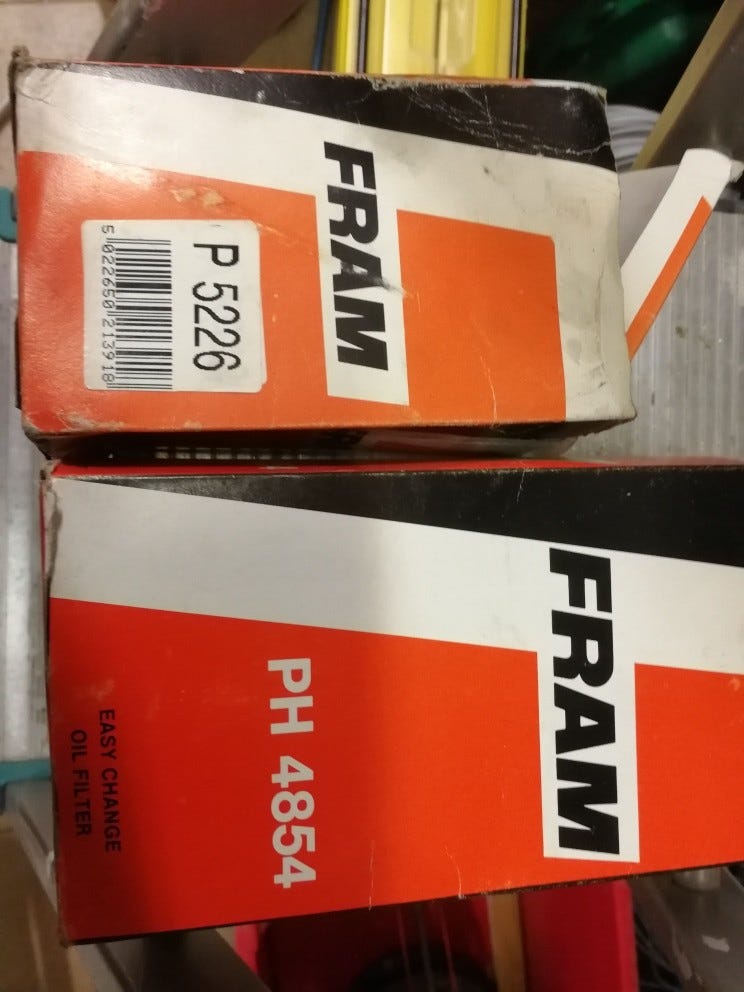 FRAM
P 5226
5 022650 213918
FRAM
PH 4854
EASY CHANGE
OIL FILTER